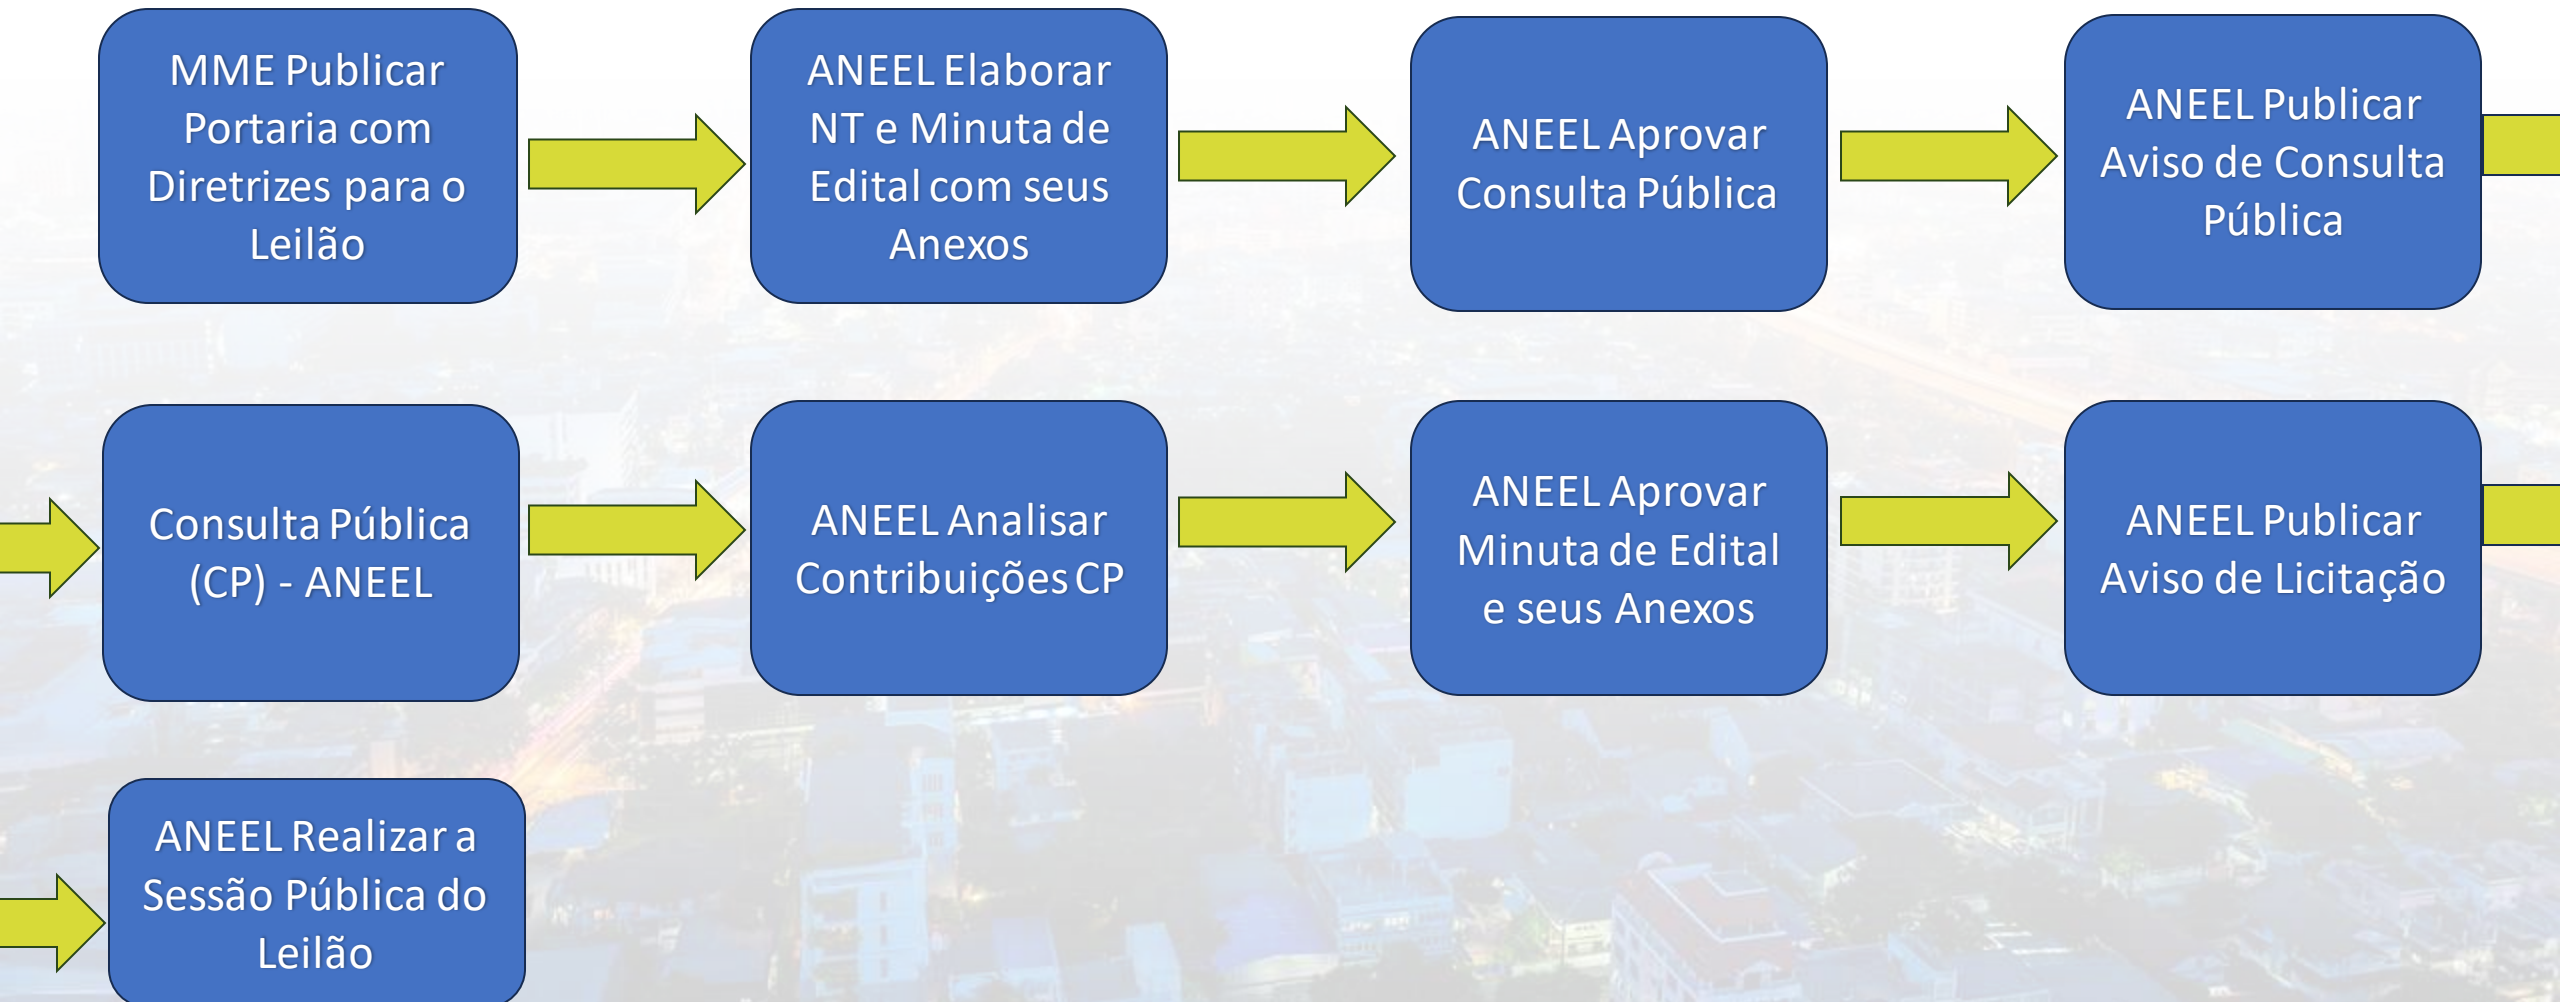 MME Publicar
Portaria com
Diretrizes para o
Leilão
ANEEL Elaborar
NT e Minuta de
Edital com seus
Anexos
ANEEL Aprovar
Consulta Pública
ANEEL Publicar
Aviso de Consulta
Pública
Consulta Pública
(CP) - ANEEL
ANEEL Analisar
Contribuições CP
ANEEL Aprovar
Minuta de Edital
e seus Anexos
ANEEL Publicar
Aviso de Licitação
ANEEL Realizar a
Sessão Pública do
Leilão